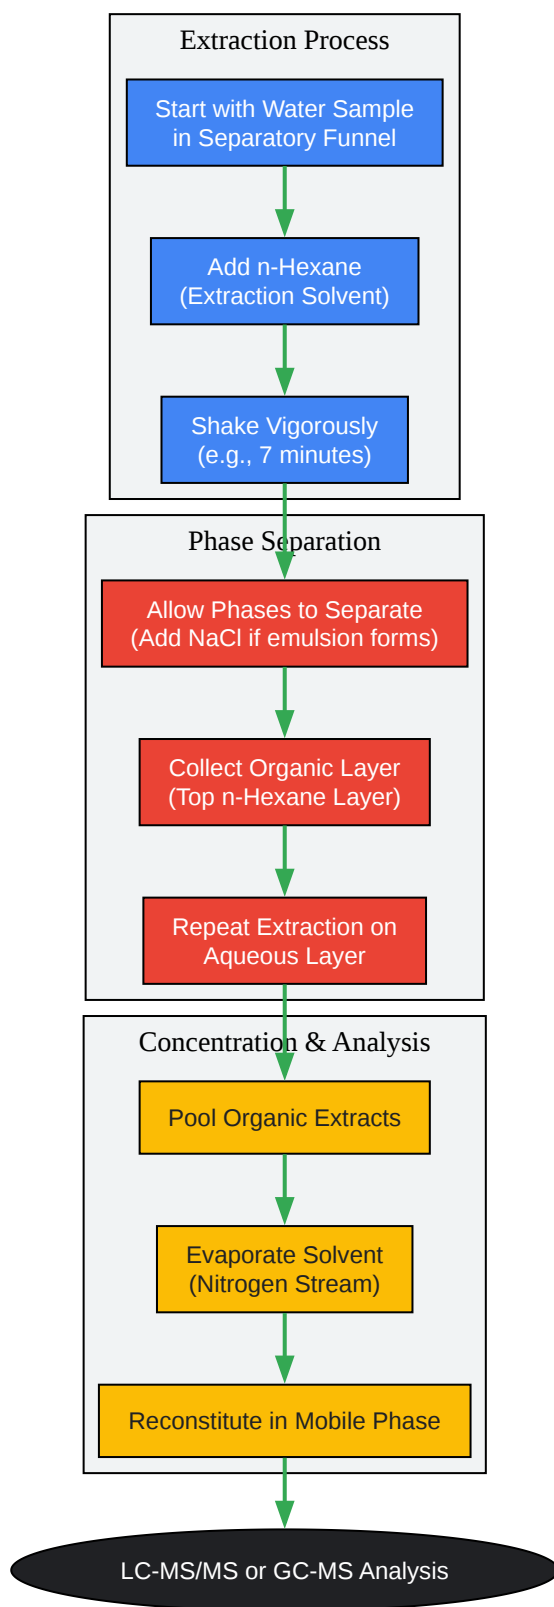 Extraction Process
Start with Water Sample
in Separatory Funnel
Add n-Hexane
(Extraction Solvent)
Shake Vigorously
(e.g., 7 minutes)
Phase Separation
Allow Phases to Separate
(Add NaCl if emulsion forms)
Collect Organic Layer
(Top n-Hexane Layer)
Repeat Extraction on
Aqueous Layer
Concentration & Analysis
Pool Organic Extracts
Evaporate Solvent
(Nitrogen Stream)
Reconstitute in Mobile Phase
LC-MS/MS or GC-MS Analysis